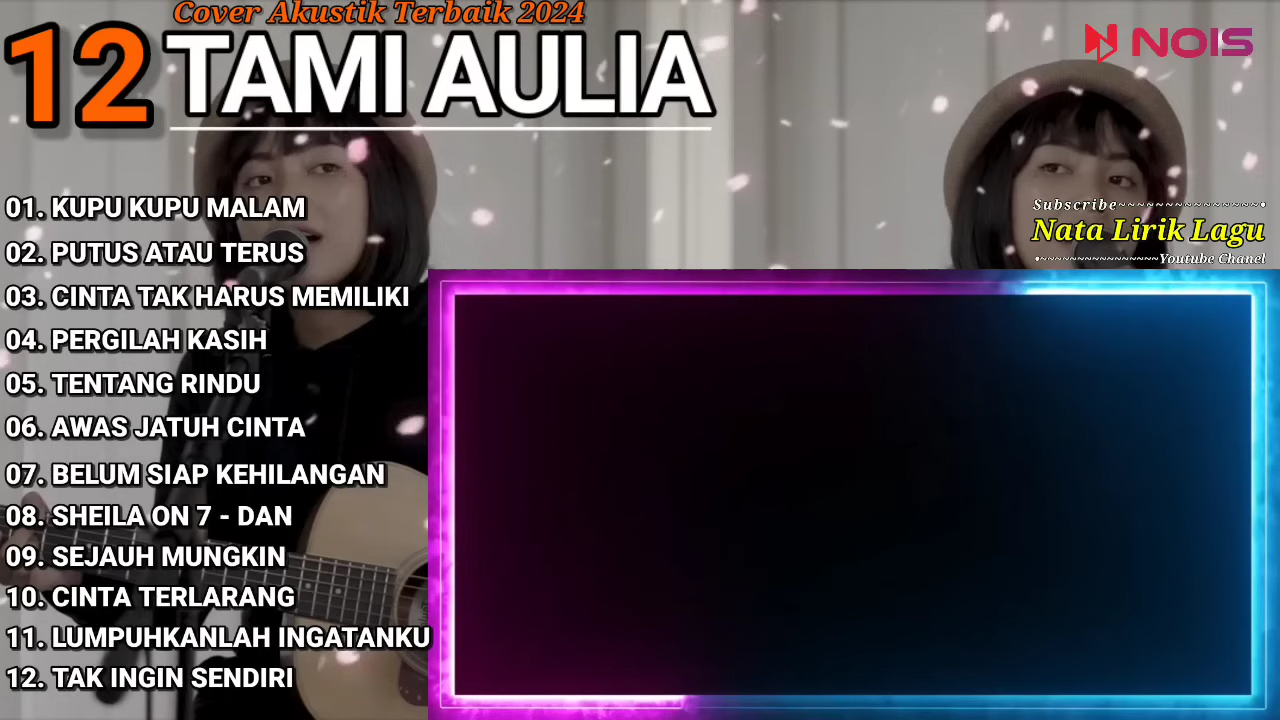 Cover Akustik Terbaik 2024
12 TAMI AULIA
NOIS
01. KUPU KUPU MALAM
02. PUTUS ATAU TERUS
03. CINTA TAK HARUS MEMILIKI
04. PERGILAH KASIH
05. TENTANG RINDU
06. AWAS JATUH CINTA
07. BELUM SIAP KEHILANGAN
08. SHEILA ON 7 - DAN
09. SEJAUH MUNGKIN
10. CINTA TERLARANG
11. LUMPUHKANLAH INGATANKU
12. TAK INGIN SENDIRI
Subscribe~~~~~~~~~~~~~~~•
Nata Lirik Lagu
•~~~~~~~~~~~~~~~~Youtube Chanel